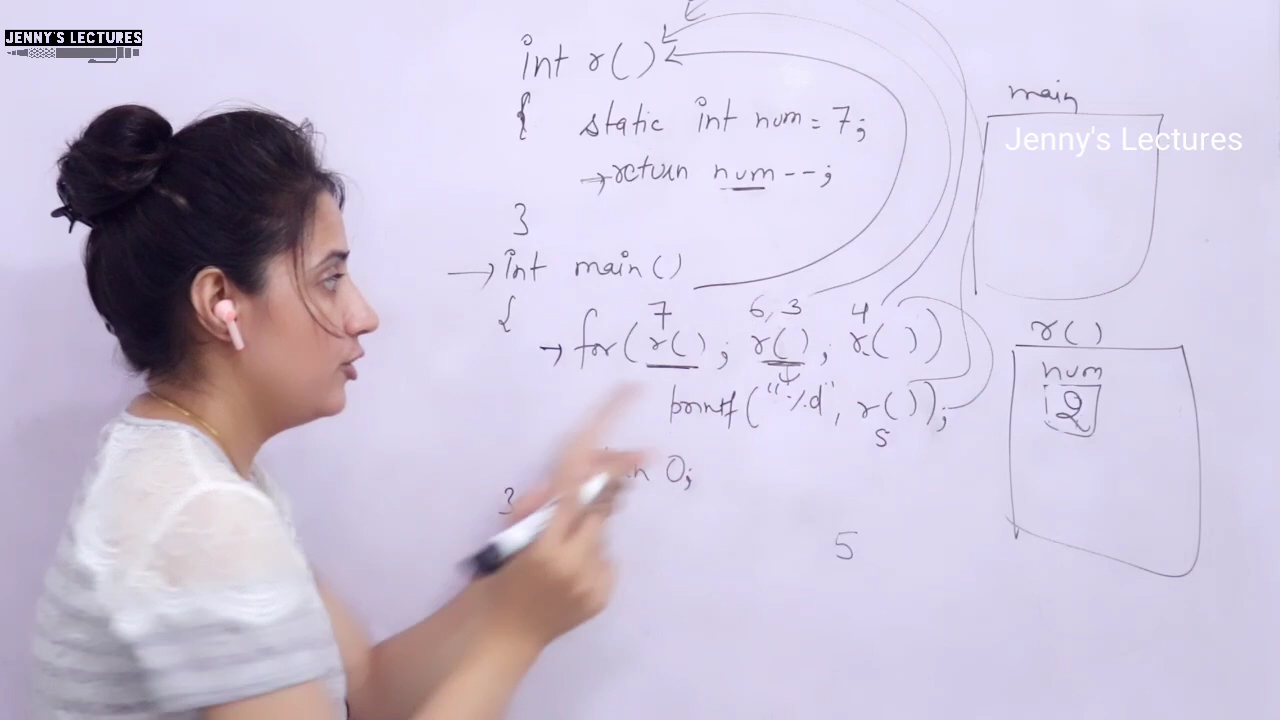 JENNY'S LECTURES
int r()
{ static int num = 7;
→ return num--;
}
→ int main()
{
7 6, 3 4
→ for( r() ; r() ; r() )
printf("%d", r());
5
0;
}
5
main
Jenny's Lectures
r()
num
2